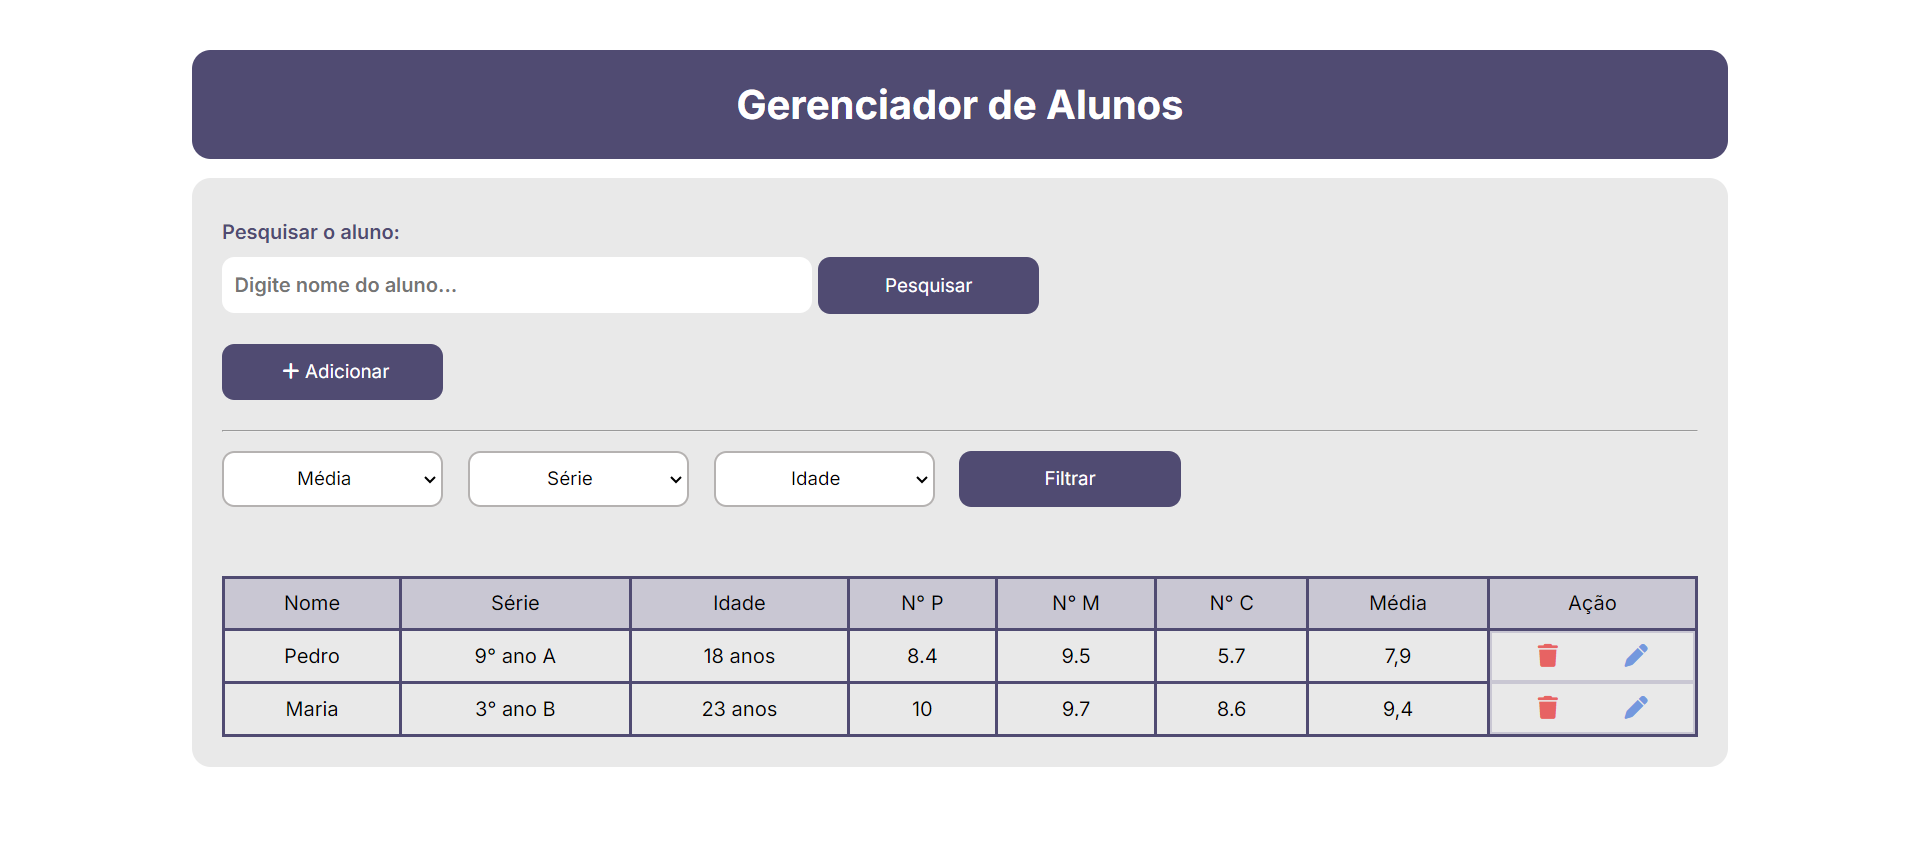 Gerenciador de Alunos
Pesquisar o aluno:
Digite nome do aluno...
Pesquisar
+ Adicionar
Média Série Idade Filtrar
Nome Série Idade N° P N° M N° C Média Ação
Pedro 9° ano A 18 anos 8.4 9.5 5.7 7,9
Maria 3° ano B 23 anos 10 9.7 8.6 9,4